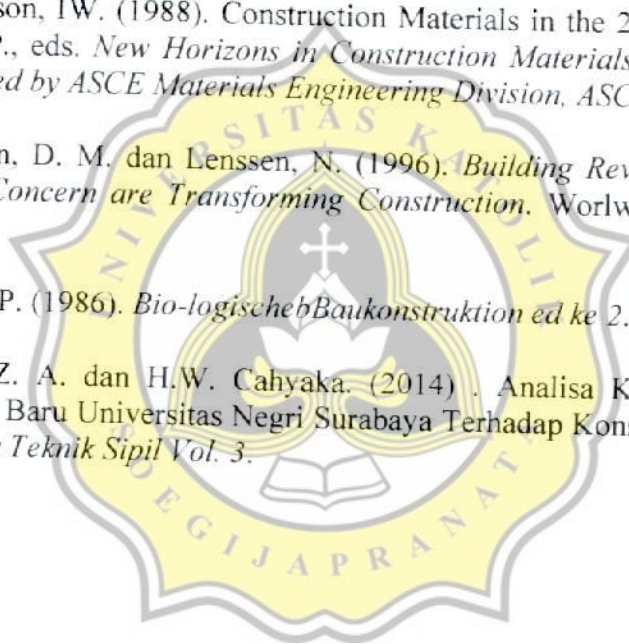 son, IW. (1988). Construction Materials in the 2
P., eds. New Horizons in Construction Materials
ed by ASCE Materials Engineering Division, ASC
n, D. M. dan Lenssen, N. (1996). Building Rev
Concern are Transforming Construction. Worlw
P. (1986). Bio-logischebBaukonstruktion ed ke 2.
Z. A. dan H.W. Cahyaka. (2014) . Analisa K
Baru Universitas Negri Surabaya Terhadap Kons
Teknik Sipil Vol. 3.
UNIVERSITAS KATOLIK
SOEGIJAPRANATA